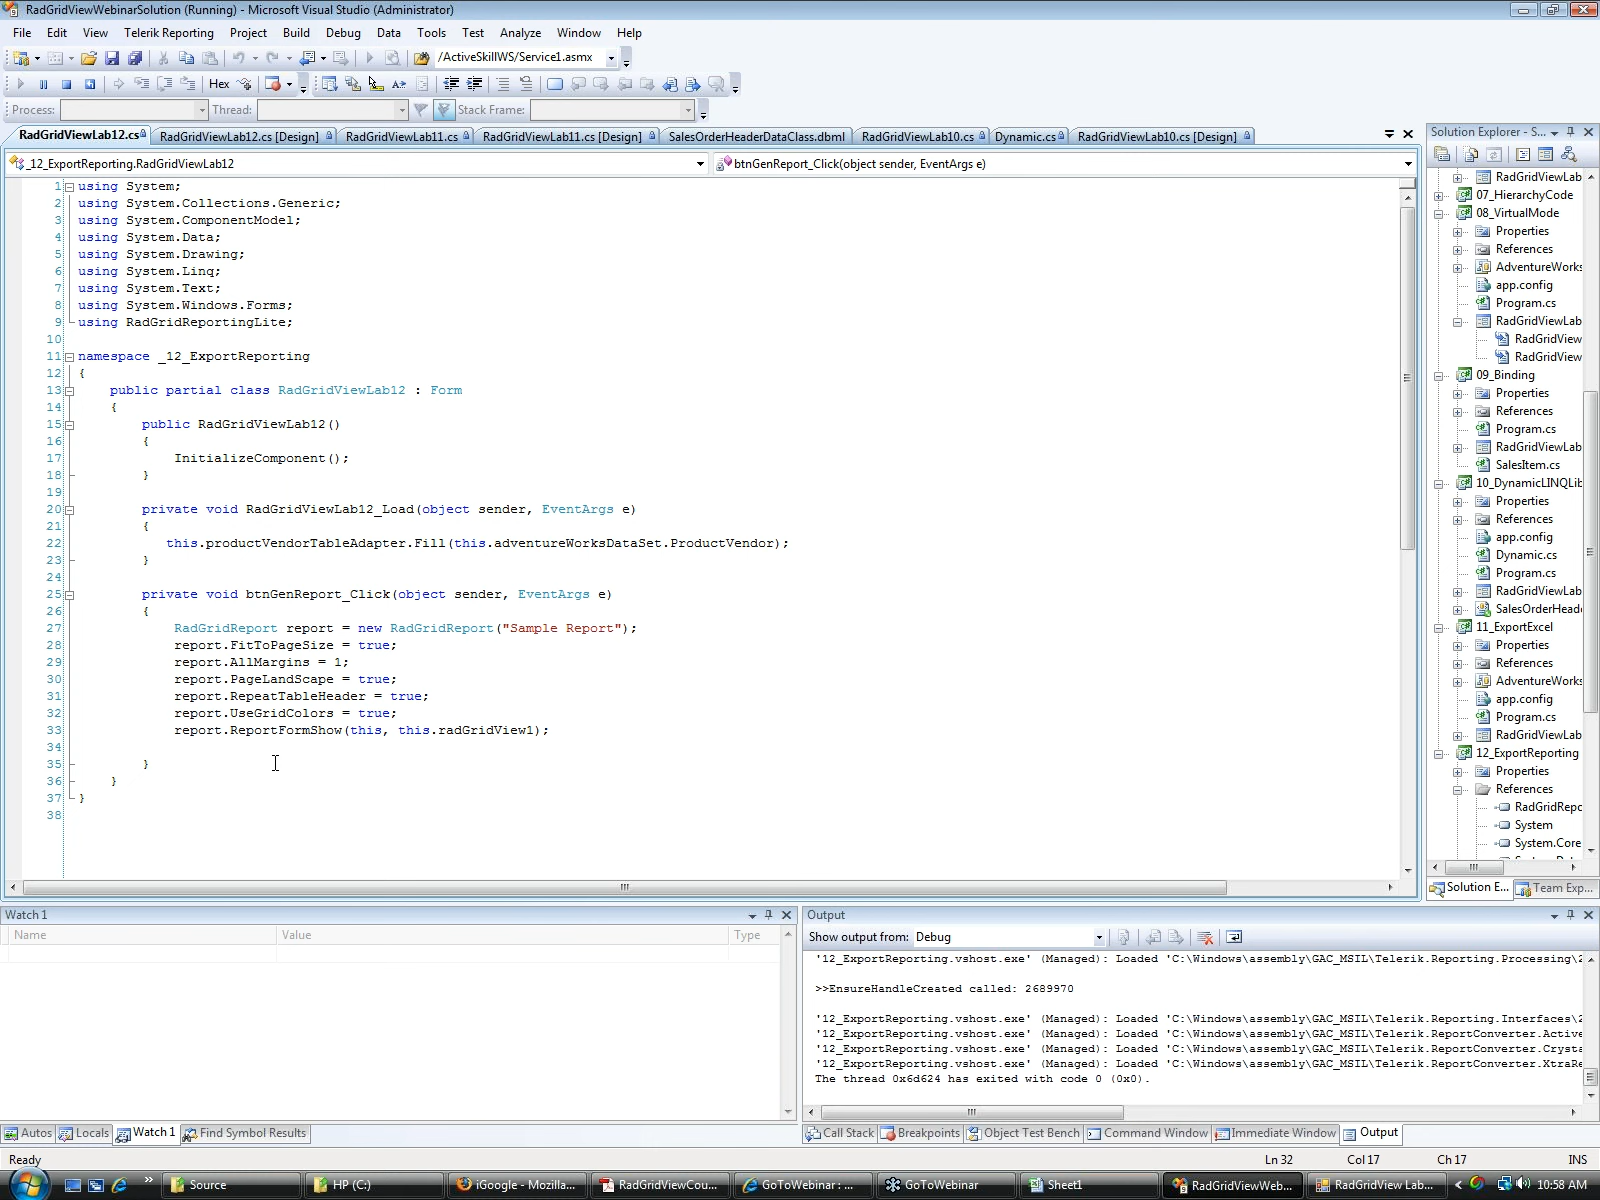 RadGridViewWebinarSolution (Running) - Microsoft Visual Studio (Administrator)
File Edit View Telerik Reporting Project Build Debug Data Tools Test Analyze Window Help
/ActiveSkillWS/Service1.asmx
Hex
Process: Thread: Stack Frame:
RadGridViewLab12.cs RadGridViewLab12.cs [Design] RadGridViewLab11.cs RadGridViewLab11.cs [Design] SalesOrderHeaderDataClass.dbml RadGridViewLab10.cs Dynamic.cs RadGridViewLab10.cs [Design]
_12_ExportReporting.RadGridViewLab12 btnGenReport_Click(object sender, EventArgs e)
1 using System;
2 using System.Collections.Generic;
3 using System.ComponentModel;
4 using System.Data;
5 using System.Drawing;
6 using System.Linq;
7 using System.Text;
8 using System.Windows.Forms;
9 using RadGridReportingLite;
10
11 namespace _12_ExportReporting
12 {
13 public partial class RadGridViewLab12 : Form
14 {
15 public RadGridViewLab12()
16 {
17 InitializeComponent();
18 }
19
20 private void RadGridViewLab12_Load(object sender, EventArgs e)
21 {
22 this.productVendorTableAdapter.Fill(this.adventureWorksDataSet.ProductVendor);
23 }
24
25 private void btnGenReport_Click(object sender, EventArgs e)
26 {
27 RadGridReport report = new RadGridReport("Sample Report");
28 report.FitToPageSize = true;
29 report.AllMargins = 1;
30 report.PageLandScape = true;
31 report.RepeatTableHeader = true;
32 report.UseGridColors = true;
33 report.ReportFormShow(this, this.radGridView1);
34
35 }
36 }
37 }
38
Solution Explorer - S...
RadGridViewLab
07_HierarchyCode
08_VirtualMode
Properties
References
AdventureWorks
app.config
Program.cs
RadGridViewLab
RadGridView
RadGridView
09_Binding
Properties
References
Program.cs
RadGridViewLab
SalesItem.cs
10_DynamicLINQLib
Properties
References
app.config
Dynamic.cs
Program.cs
RadGridViewLab
SalesOrderHeade
11_ExportExcel
Properties
References
AdventureWorks
app.config
Program.cs
RadGridViewLab
12_ExportReporting
Properties
References
RadGridRepo
System
System.Core
Solution E... Team Exp...
Watch 1
Name Value Type
Autos Locals Watch 1 Find Symbol Results
Output
Show output from: Debug
'12_ExportReporting.vshost.exe' (Managed): Loaded 'C:\Windows\assembly\GAC_MSIL\Telerik.Reporting.Processing\2
>>EnsureHandleCreated called: 2689970
'12_ExportReporting.vshost.exe' (Managed): Loaded 'C:\Windows\assembly\GAC_MSIL\Telerik.Reporting.Interfaces\2
'12_ExportReporting.vshost.exe' (Managed): Loaded 'C:\Windows\assembly\GAC_MSIL\Telerik.ReportConverter.Active
'12_ExportReporting.vshost.exe' (Managed): Loaded 'C:\Windows\assembly\GAC_MSIL\Telerik.ReportConverter.Crysta
'12_ExportReporting.vshost.exe' (Managed): Loaded 'C:\Windows\assembly\GAC_MSIL\Telerik.ReportConverter.XtraRe
The thread 0x6d624 has exited with code 0 (0x0).
Call Stack Breakpoints Object Test Bench Command Window Immediate Window Output
Ready Ln 32 Col 17 Ch 17 INS
Source HP (C:) iGoogle - Mozilla... RadGridViewCou... GoToWebinar : ... GoToWebinar Sheet1 RadGridViewWeb... RadGridView Lab... 10:58 AM